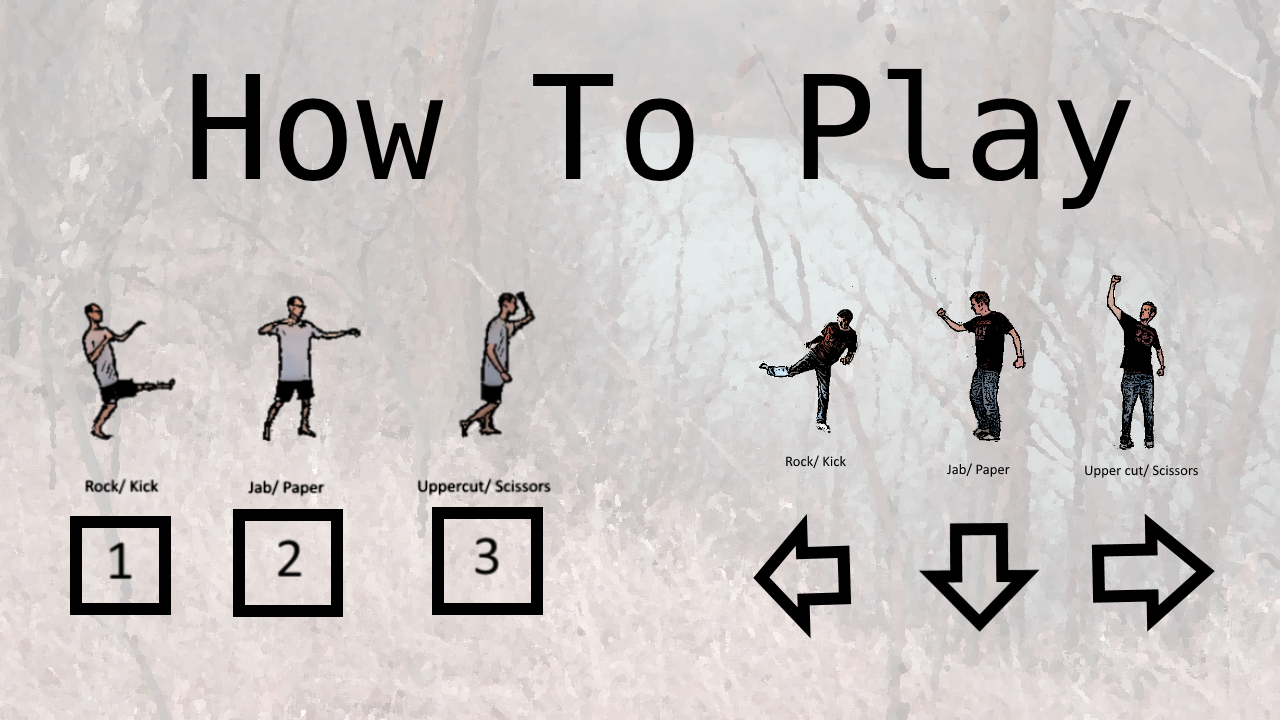 How To Play
Rock/ Kick
Jab/ Paper
Uppercut/ Scissors
1
2
3
Rock/ Kick
Jab/ Paper
Upper cut/ Scissors